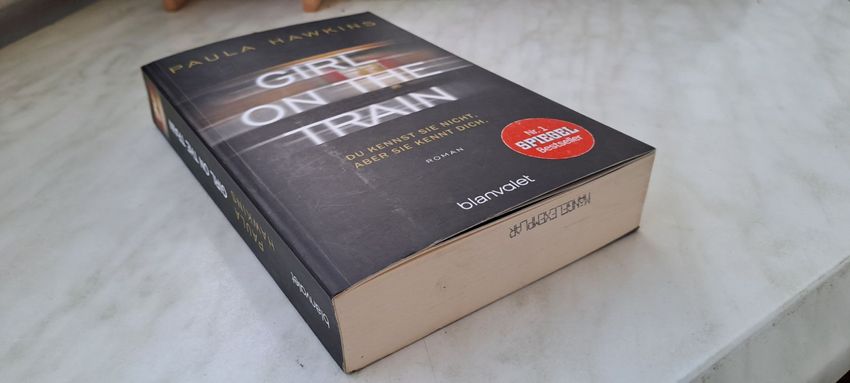 PAULA HAWKINS
GIRL
ON THE
TRAIN
DU KENNST SIE NICHT,
ABER SIE KENNT DICH.
ROMAN
Nr. 1
SPIEGEL
Bestseller
blanvalet
MÄNGELEXEMPLAR
GIRL ON THE TRAIN
PAULA
HAWKINS
blanvalet